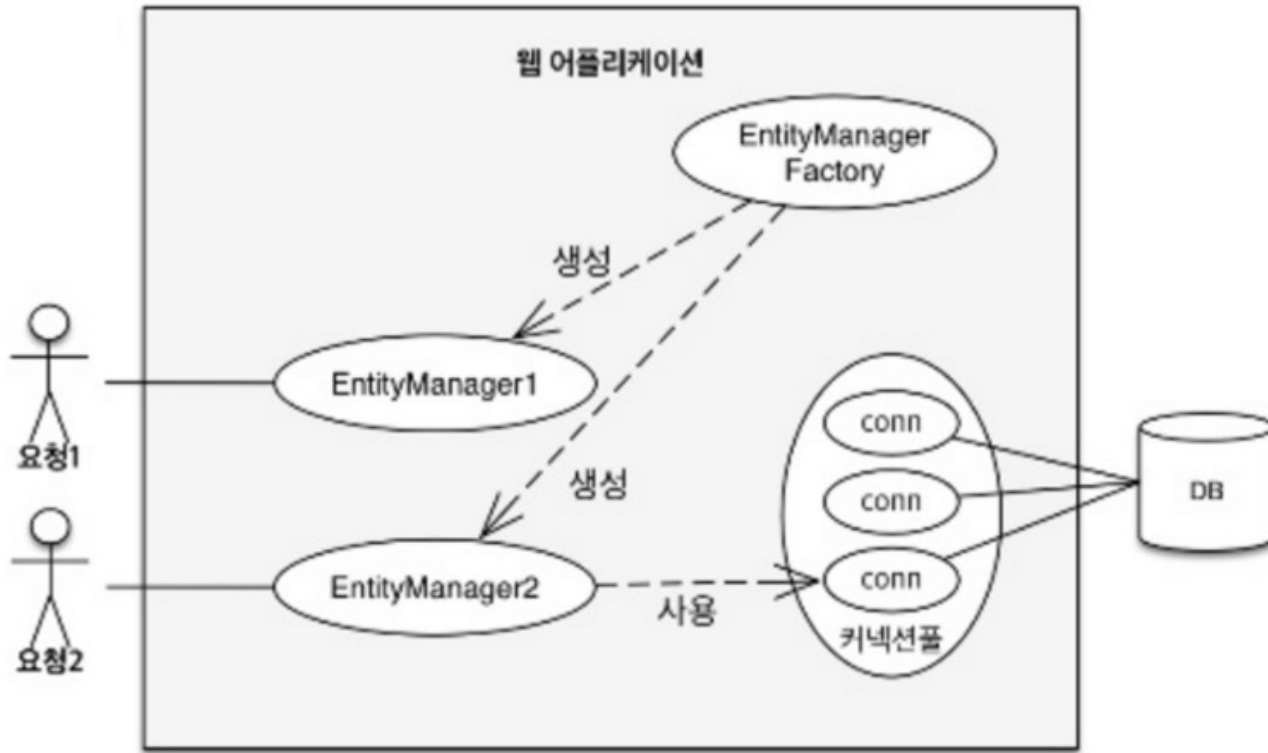 웹 어플리케이션
EntityManager
Factory
생성
EntityManager1
요청1
conn
conn
생성
DB
EntityManager2
사용
conn
커넥션풀
요청2